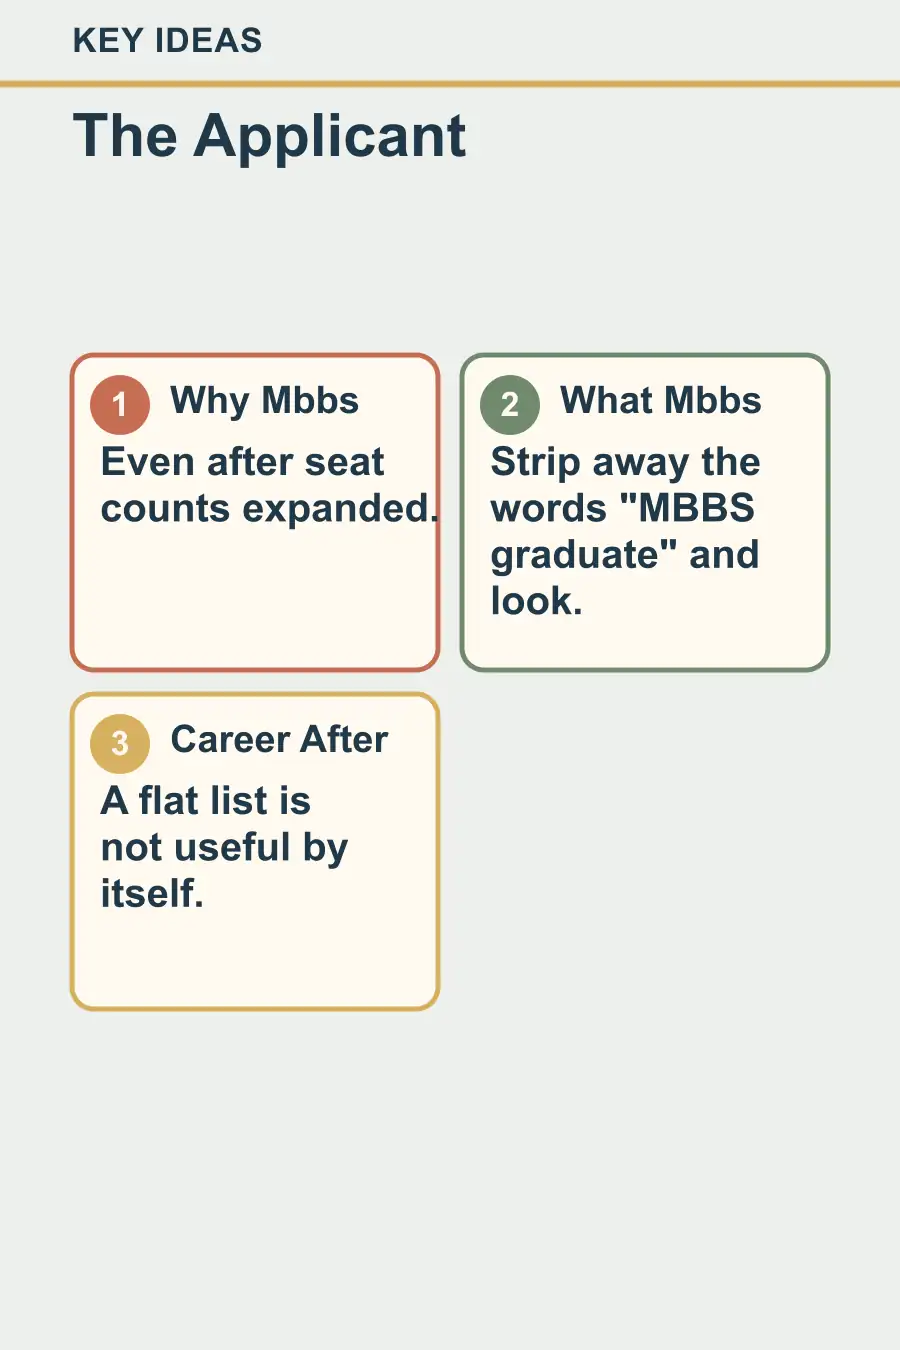 KEY IDEAS
The Applicant
1
Why Mbbs
Even after seat
counts expanded.
2
What Mbbs
Strip away the
words "MBBS
graduate" and
look.
3
Career After
A flat list is
not useful by
itself.